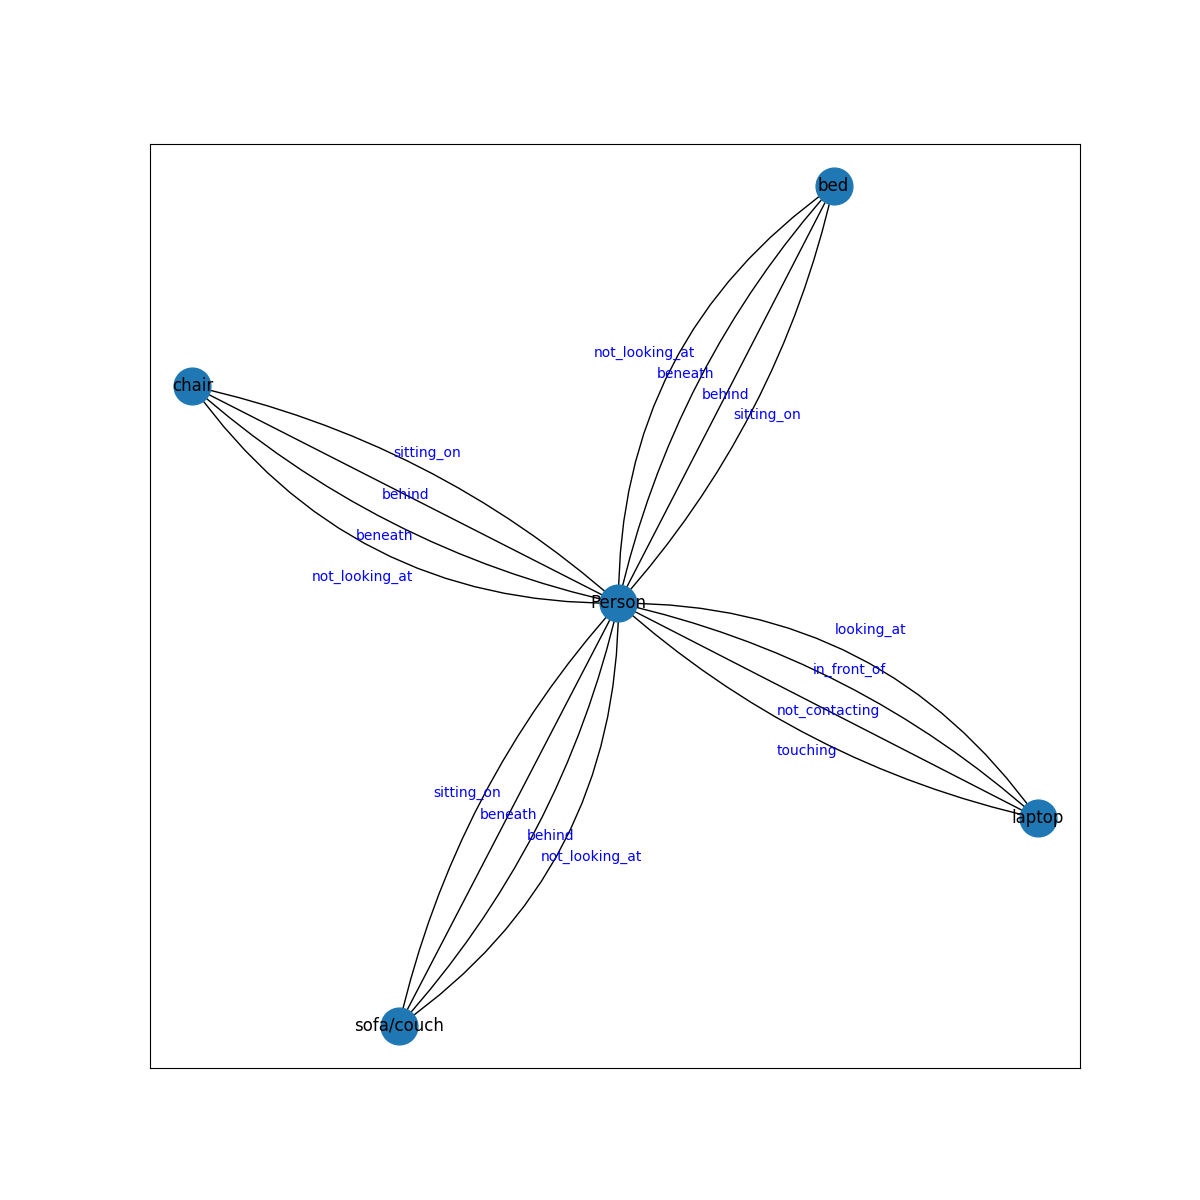 bed
not_looking_at
beneath
chair
behind
sitting_on
sitting_on
behind
beneath
not_looking_at
Person
looking_at
in_front_of
not_contacting
touching
sitting_on
beneath
laptop
behind
not_looking_at
sofa/couch